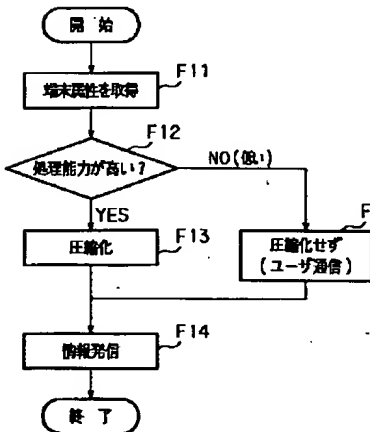 開 始
F11
端末属性を取得
F12
処理能力が高い?
NO(低い)
YES
F13
圧縮化
F
圧縮化せず
(ユーザ通信)
F14
情報発信
終 了